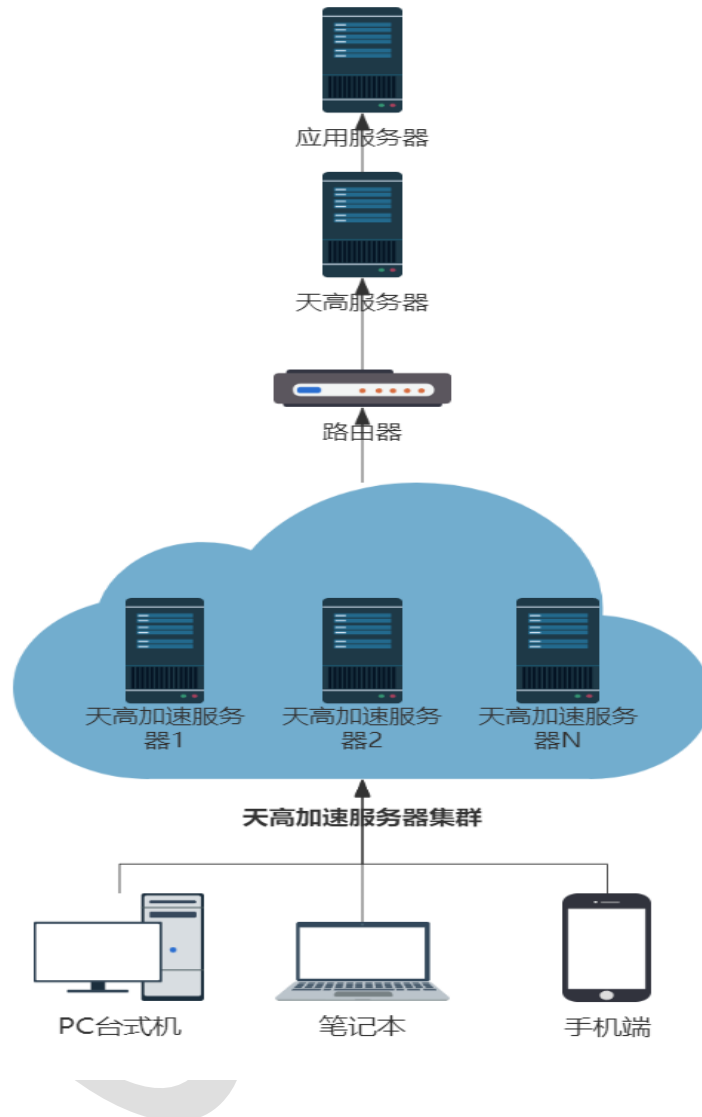 应用服务器
天高服务器
路由器
天高加速服务
器1
天高加速服务
器2
天高加速服务
器N
天高加速服务器集群
PC台式机
笔记本
手机端